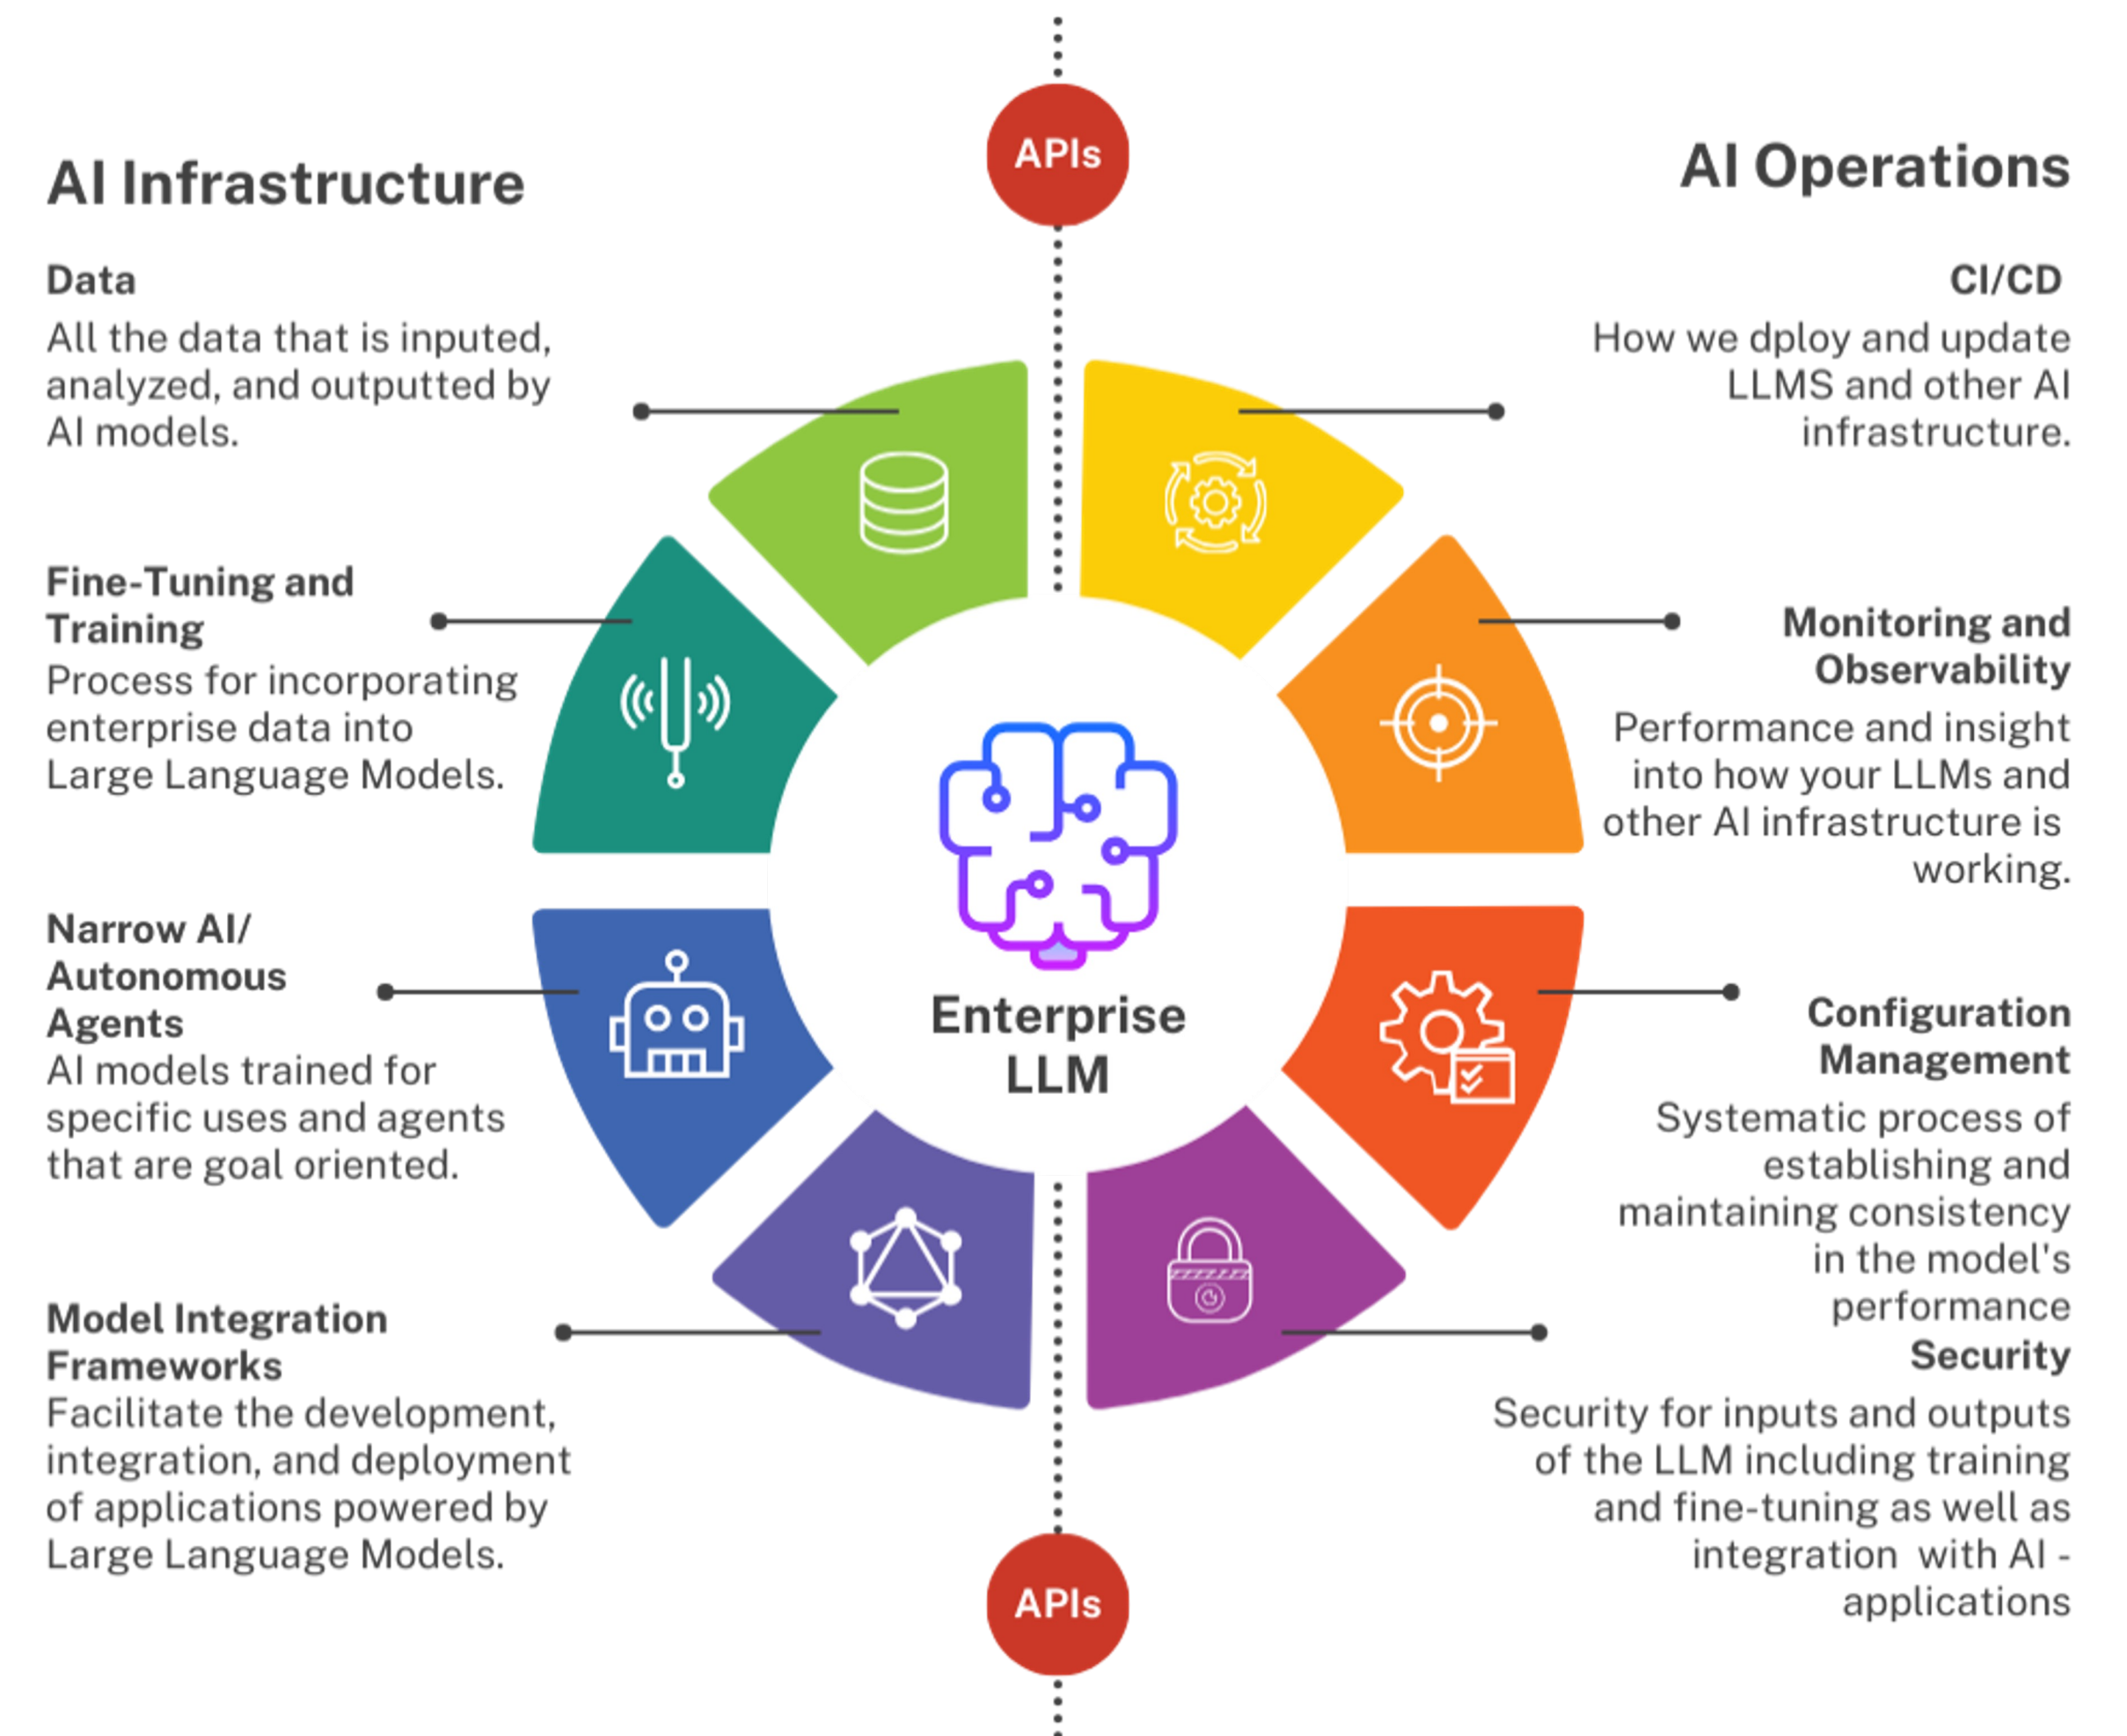 APIs
AI Infrastructure
Data
All the data that is inputed,
analyzed, and outputted by
AI models.
Fine-Tuning and
Training
Process for incorporating
enterprise data into
Large Language Models.
Narrow AI/
Autonomous
Agents
AI models trained for
specific uses and agents
that are goal oriented.
Model Integration
Frameworks
Facilitate the development,
integration, and deployment
of applications powered by
Large Language Models.
Enterprise
LLM
AI Operations
CI/CD
How we dploy and update
LLMS and other AI
infrastructure.
Monitoring and
Observability
Performance and insight
into how your LLMs and
other AI infrastructure is
working.
Configuration
Management
Systematic process of
establishing and
maintaining consistency
in the model's
performance
Security
Security for inputs and outputs
of the LLM including training
and fine-tuning as well as
integration  with AI -
applications
APIs